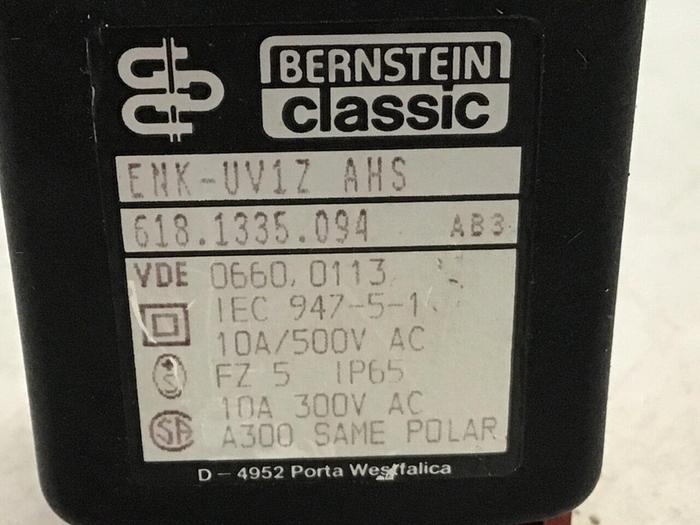 BERNSTEIN
classic
ENK-UV1Z AHS
618.1335.094 AB3
VDE 0660, 0113
IEC 947-5-1
10A/500V AC
FZ 5 IP65
10A 300V AC
SA A300 SAME POLAR
D - 4952 Porta Westfalica